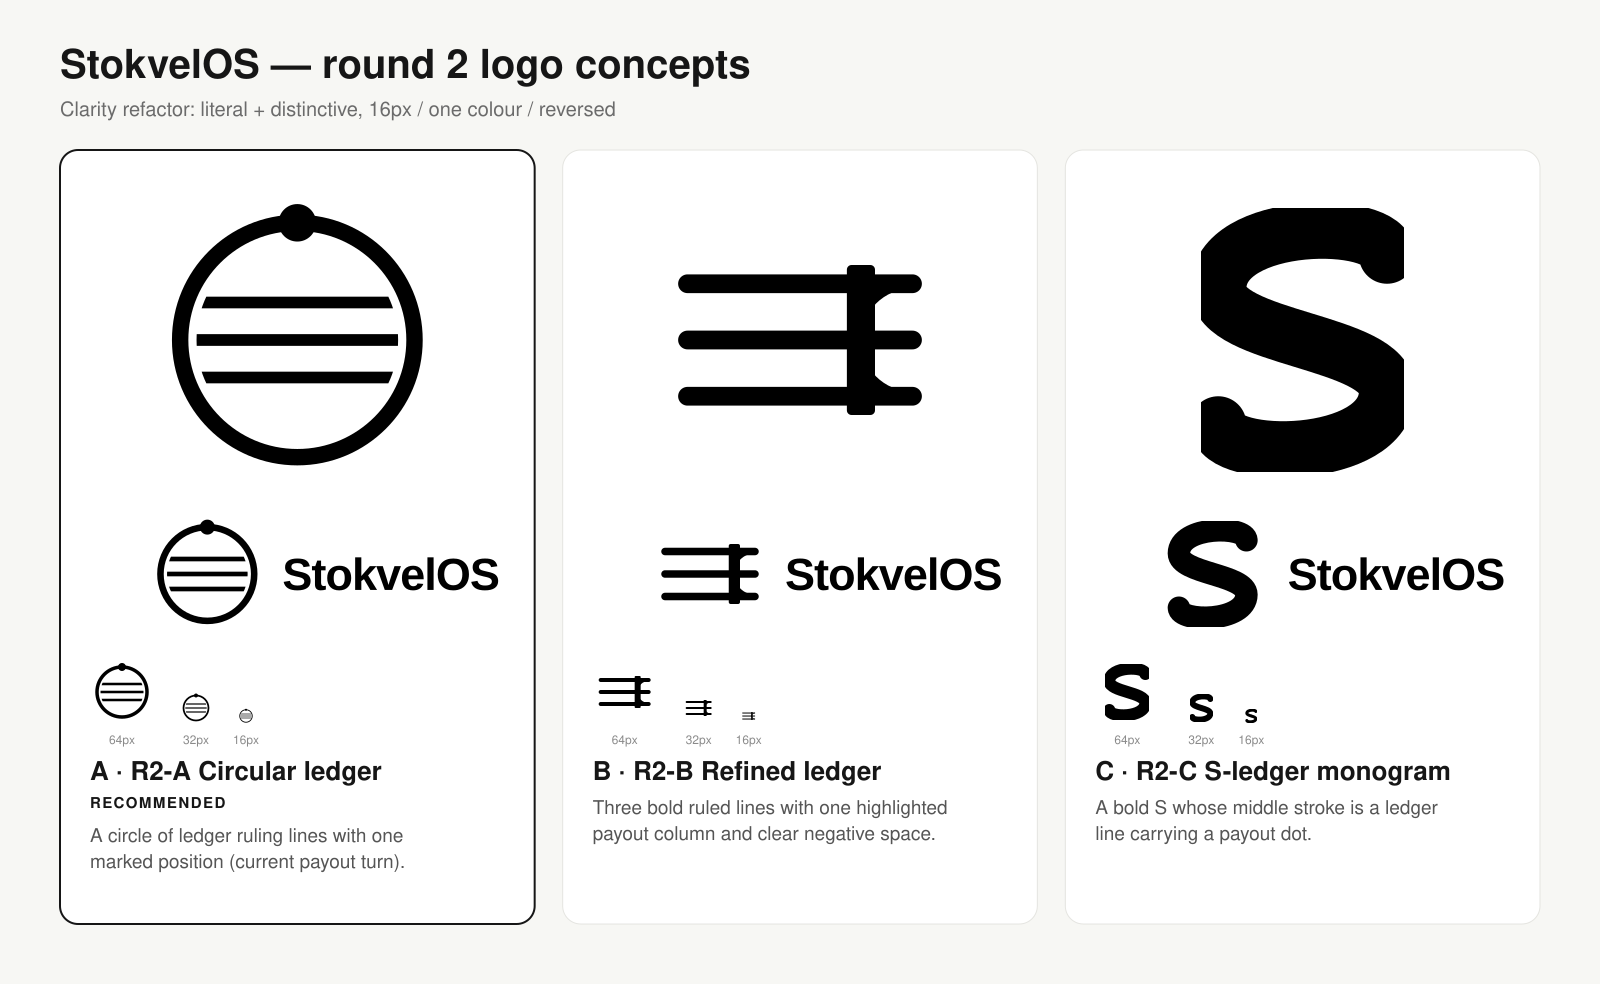 StokvelOS — round 2 logo concepts
Clarity refactor: literal + distinctive, 16px / one colour / reversed
StokvelOS
64px 32px 16px
A · R2-A Circular ledger
RECOMMENDED
A circle of ledger ruling lines with one
marked position (current payout turn).
StokvelOS
64px 32px 16px
B · R2-B Refined ledger
Three bold ruled lines with one highlighted
payout column and clear negative space.
S
S StokvelOS
S S S
64px 32px 16px
C · R2-C S-ledger monogram
A bold S whose middle stroke is a ledger
line carrying a payout dot.